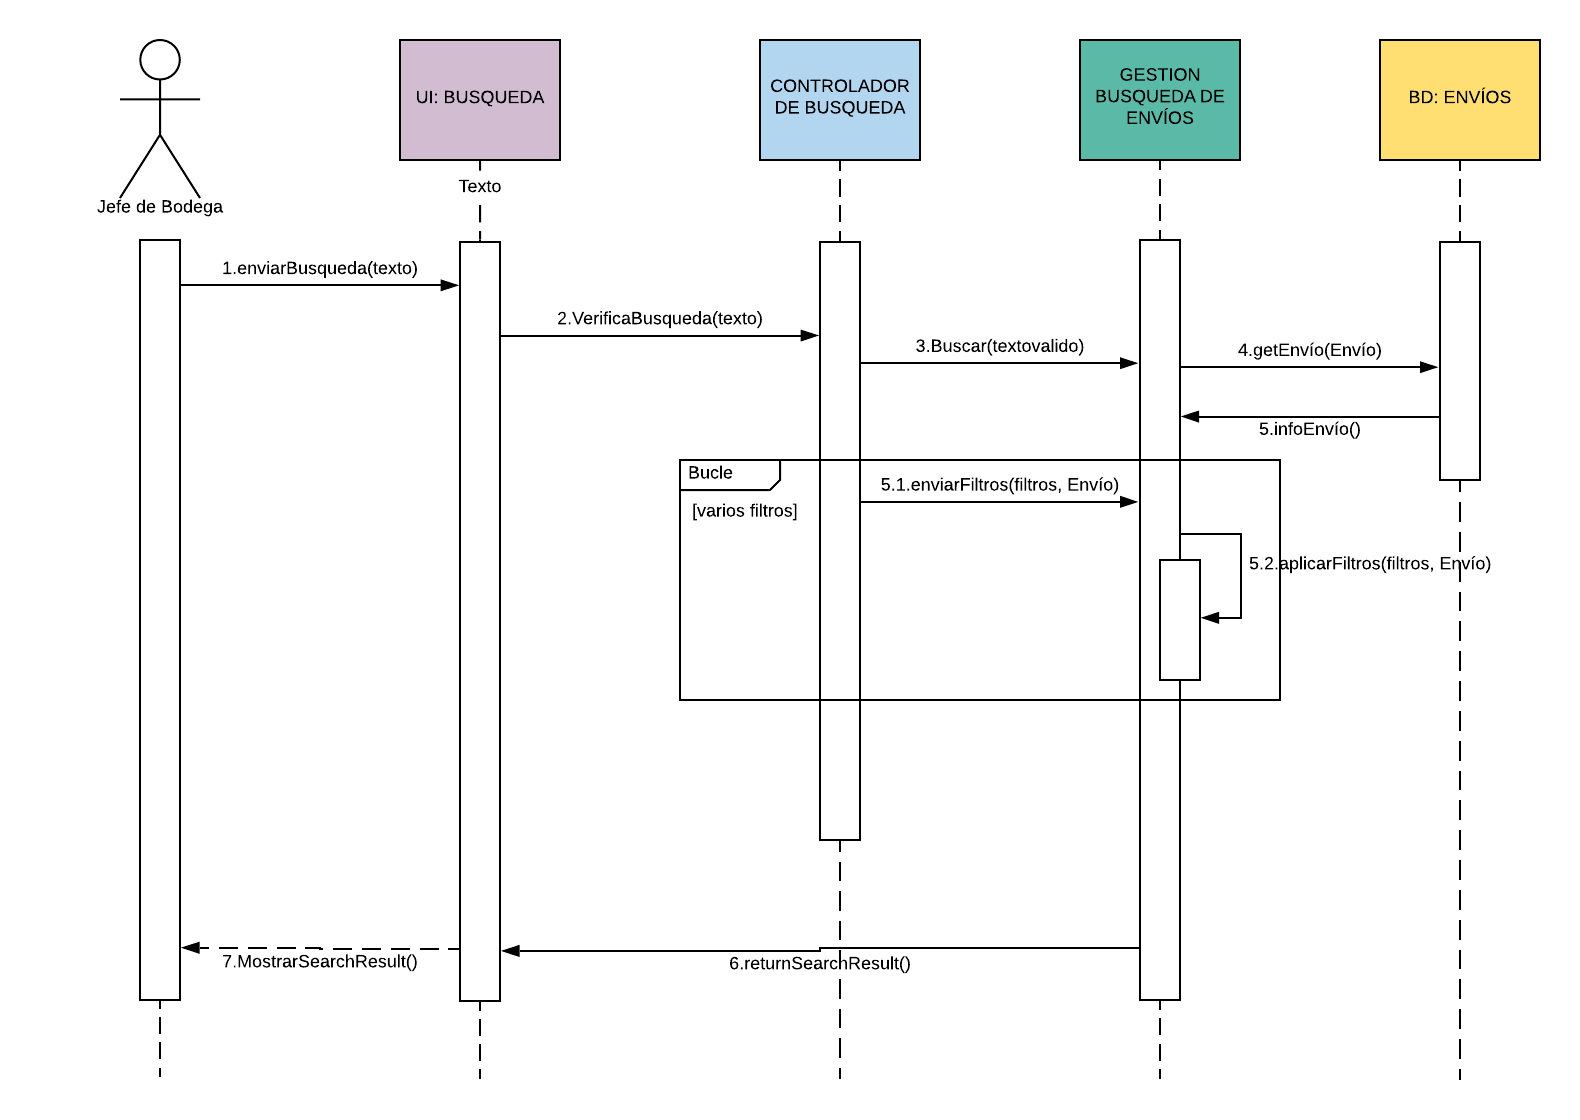 Jefe de Bodega
UI: BUSQUEDA
CONTROLADOR
DE BUSQUEDA
GESTION
BUSQUEDA DE
ENVÍOS
BD: ENVÍOS
Texto
1.enviarBusqueda(texto)
2.VerificaBusqueda(texto)
3.Buscar(textovalido)
4.getEnvío(Envío)
5.infoEnvío()
Bucle
[varios filtros]
5.1.enviarFiltros(filtros, Envío)
5.2.aplicarFiltros(filtros, Envío)
6.returnSearchResult()
7.MostrarSearchResult()